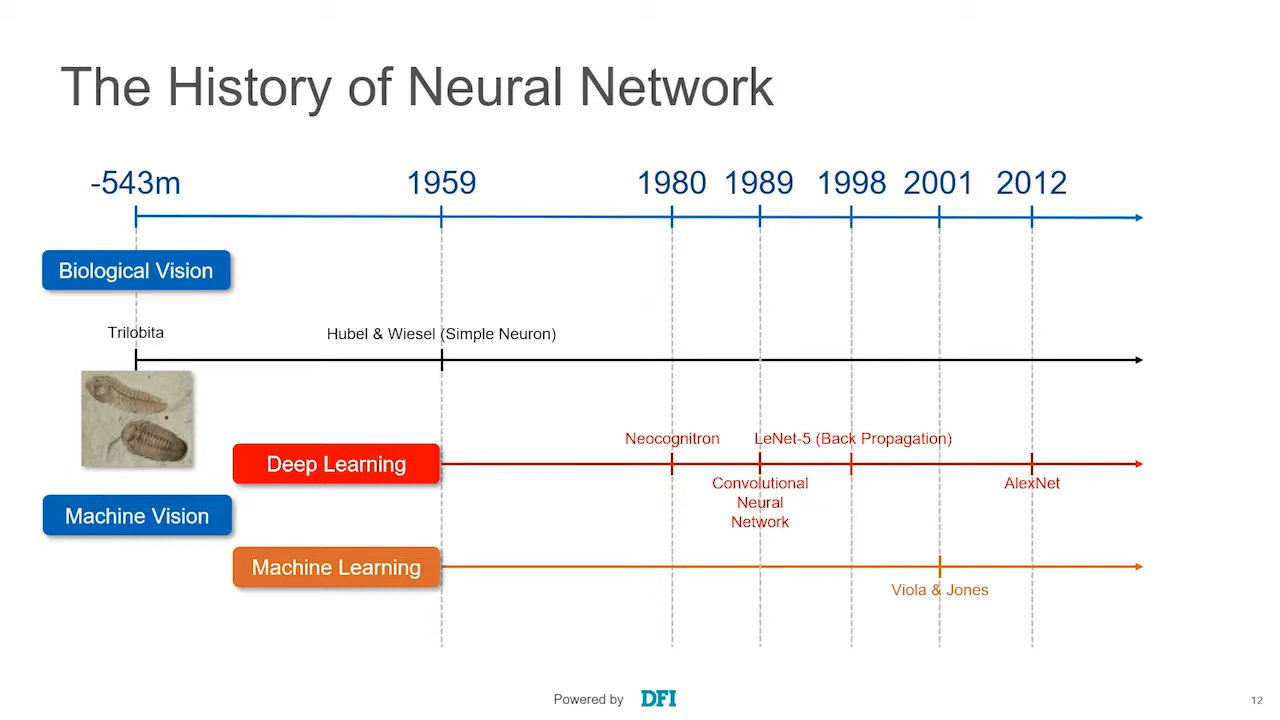 The History of Neural Network
-543m 1959 1980 1989 1998 2001 2012
Biological Vision
Trilobita Hubel & Wiesel (Simple Neuron)
Neocognitron LeNet-5 (Back Propagation)
Deep Learning
Convolutional
Neural
Network
AlexNet
Machine Vision
Machine Learning
Viola & Jones
Powered by DFI
12